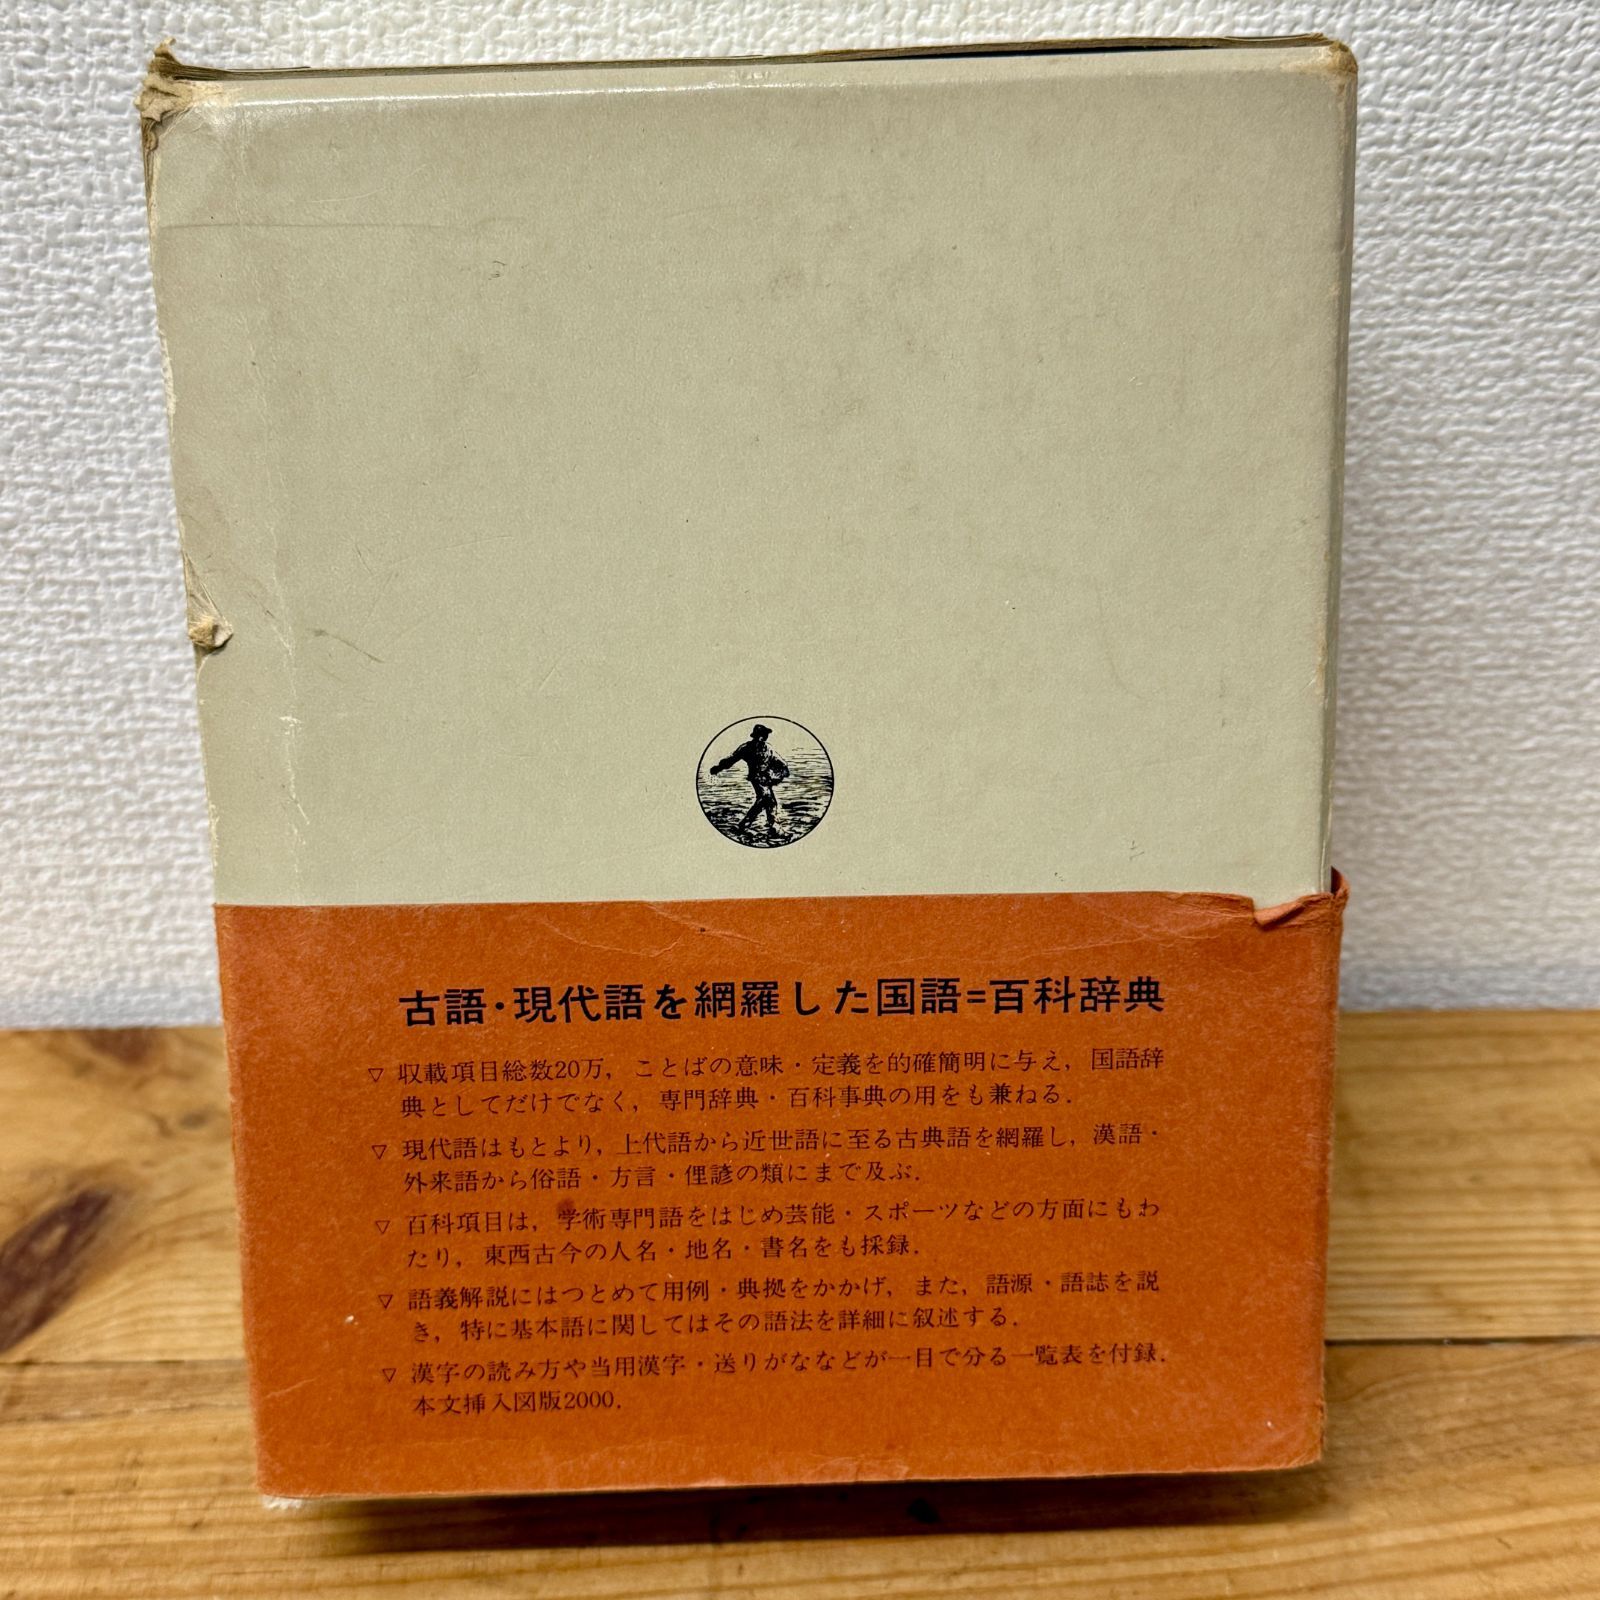 古語・現代語を網羅した国語=百科辞典
▽ 収載項目総数20万，ことばの意味・定義を的確簡明に与え，国語辞
典としてだけでなく，専門辞典・百科事典の用をも兼ねる．
▽ 現代語はもとより，上代語から近世語に至る古典語を網羅し，漢語・
外来語から俗語・方言・俚諺の類にまで及ぶ．
▽ 百科項目は，学術専門語をはじめ芸能・スポーツなどの方面にもわ
たり，東西古今の人名・地名・書名をも採録．
▽ 語義解説にはつとめて用例・典拠をかかげ，また，語源・語誌を説
き，特に基本語に関してはその語法を詳細に叙述する．
▽ 漢字の読み方や当用漢字・送りがななどが一目で分る一覧表を付録．
本文挿入図版2000．